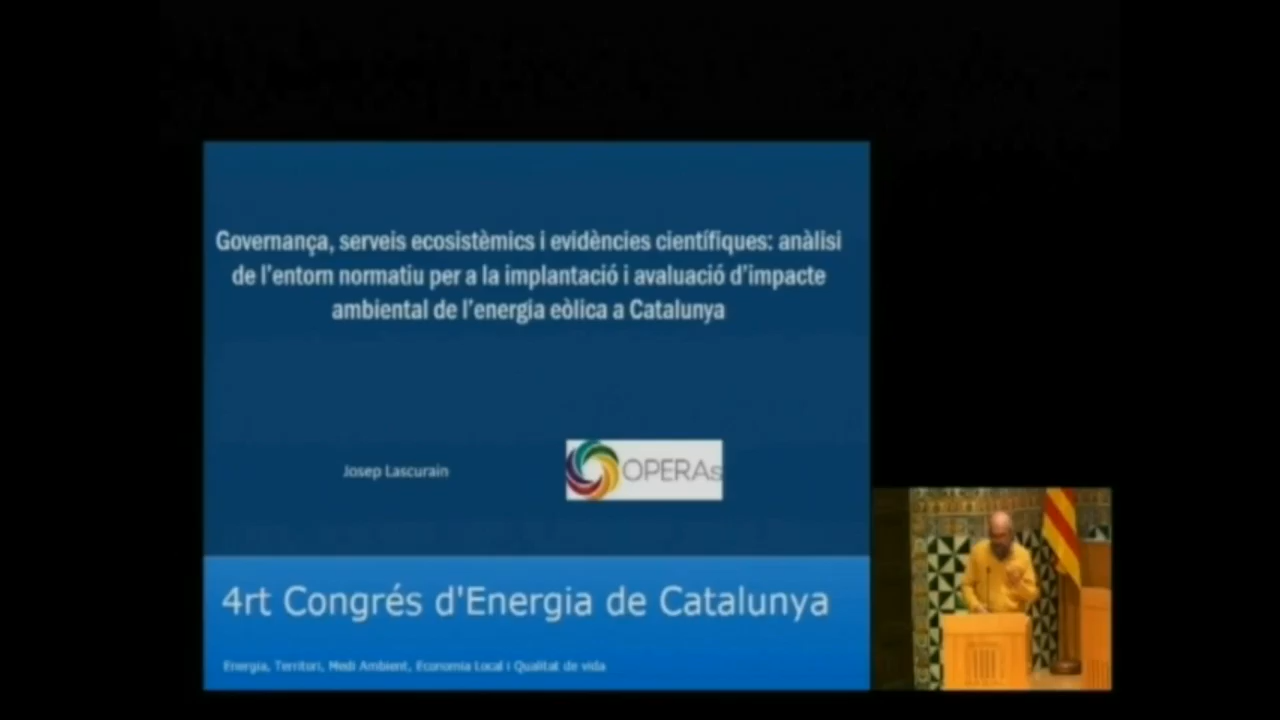 Governança, serveis ecosistèmics i evidències científiques: anàlisi
de l'entorn normatiu per a la implantació i avaluació d'impacte
ambiental de l'energia eòlica a Catalunya
Josep Lascurain
OPERAs
4rt Congrés d'Energia de Catalunya
Energia, Territori, Medi Ambient, Economia Local i Qualitat de vida